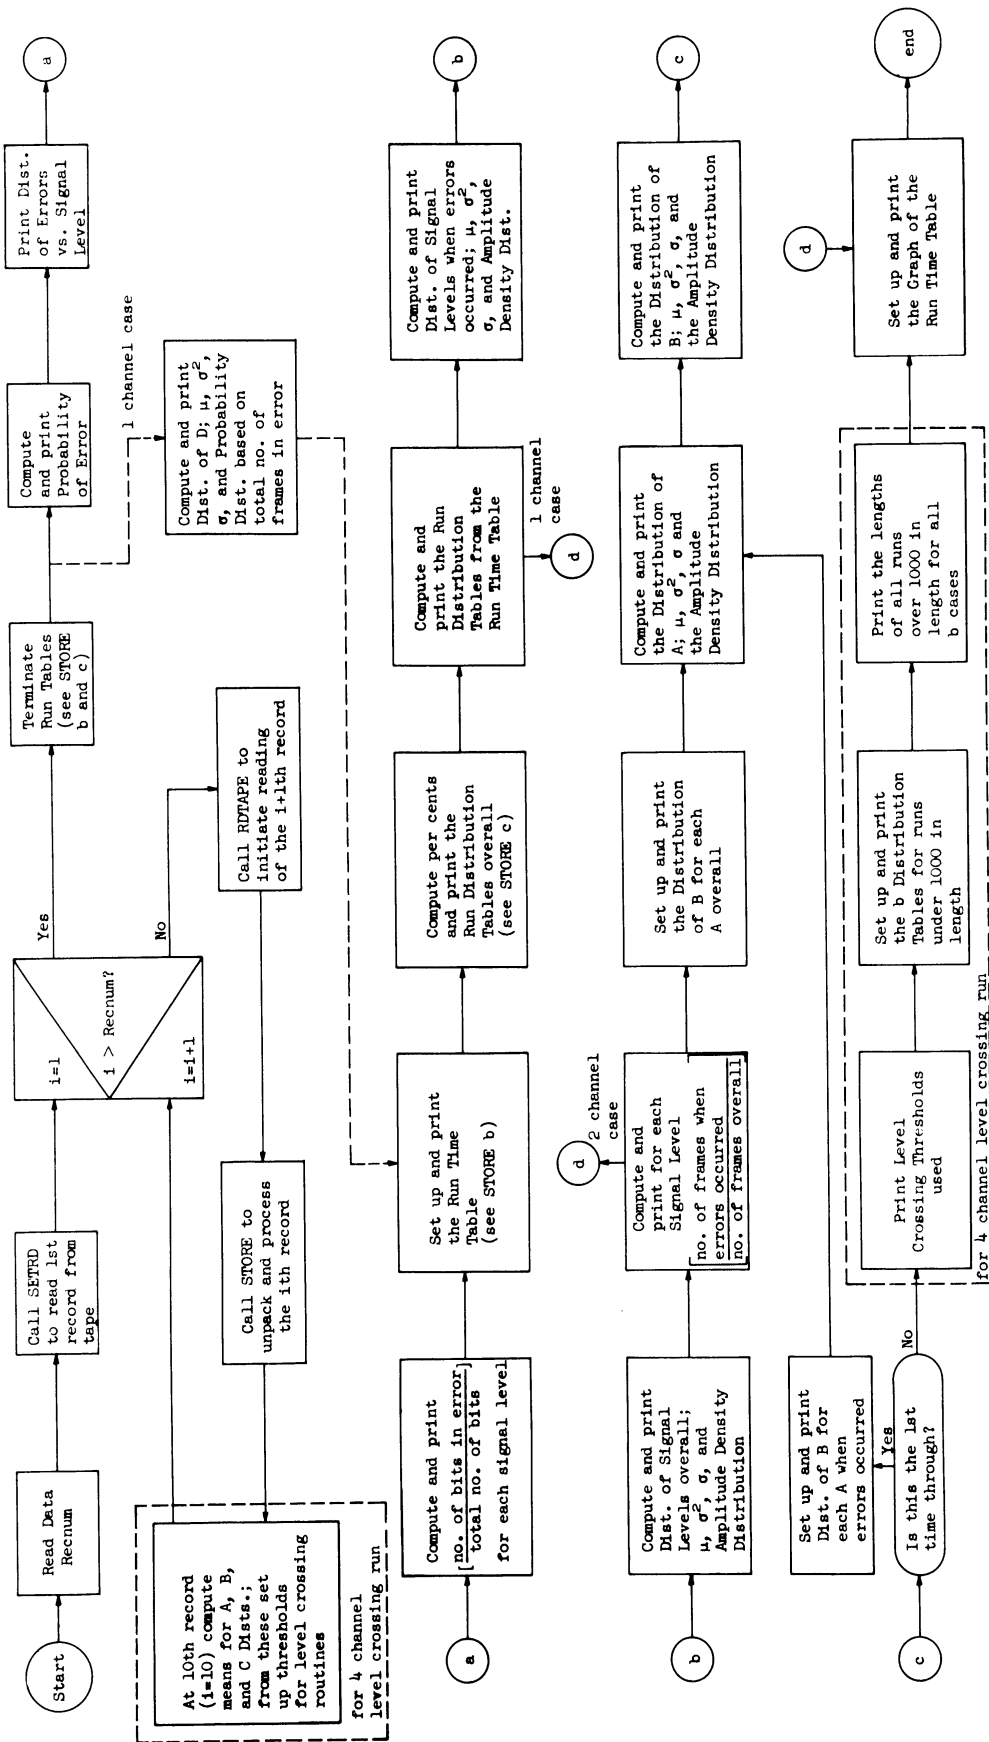 Start
Read Data
Recnum
Call SETRD
to read 1st
record from
tape
i=1
i > Recnum?
i=i+1
Yes
No
Terminate
Run Tables
(see STORE
b and c)
Compute
and print
Probability
of Error
Print Dist.
of Errors
vs. Signal
Level
a
1 channel case
Compute and print
Dist. of D; μ, σ²,
σ, and Probability
Dist. based on
total no. of
frames in error
Call RDTAPE to
initiate reading
of the i+1th record
Call STORE to
unpack and process
the ith record
At 10th record
(i=10) compute
means for A, B,
and C Dists.;
from these set
up thresholds
for level crossing
routines
for 4 channel
level crossing run
a
Compute and print
[no. of bits in error]
total no. of bits
for each signal level
Set up and print
the Run Time
Table
(see STORE b)
Compute per cents
and print the
Run Distribution
Tables overall
(see STORE c)
Compute and
print the Run
Distribution
Tables from the
Run Time Table
1 channel
case
d
Compute and print
Dist. of Signal
Levels when errors
occurred; μ, σ²,
σ, and Amplitude
Density Dist.
b
b
Compute and print
Dist. of Signal
Levels overall;
μ, σ², σ, and
Amplitude Density
Distribution
d
2 channel
case
Compute and
print for each
Signal Level
[no. of frames when
errors occurred
no. of frames overall]
Set up and print
the Distribution
of B for each
A overall
Compute and print
the Distribution of
A; μ, σ², σ and
the Amplitude
Density Distribution
Compute and print
the Distribution of
B; μ, σ², σ, and
the Amplitude
Density Distribution
c
Set up and print
Dist. of B for
each A when
errors occurred
Yes
c
Is this the 1st
time through?
No
Print Level
Crossing Thresholds
used
Set up and print
the b Distribution
Tables for runs
under 1000 in
length
Print the lengths
of all runs
over 1000 in
length for all
b cases
for 4 channel level crossing run
d
Set up and print
the Graph of the
Run Time Table
end